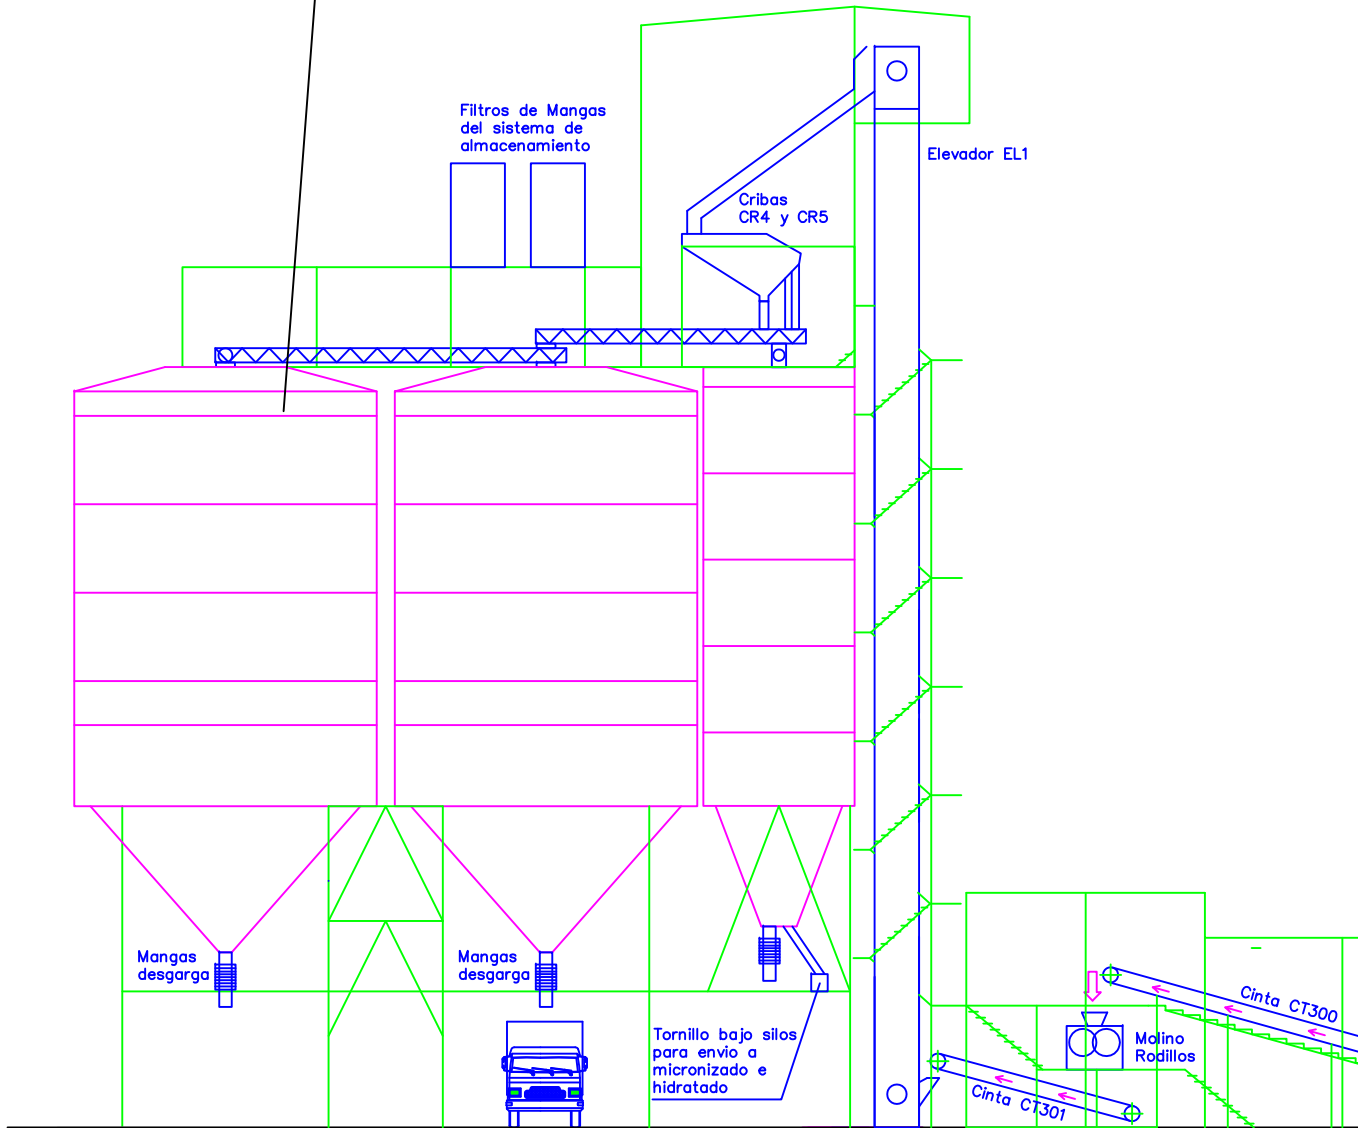 Filtros de Mangas
del sistema de
almacenamiento
Elevador EL1
Cribas
CR4 y CR5
Mangas
desgarga
Mangas
desgarga
Tornillo bajo silos
para envio a
micronizado e
hidratado
Cinta CT300
Molino
Rodillos
Cinta CT301